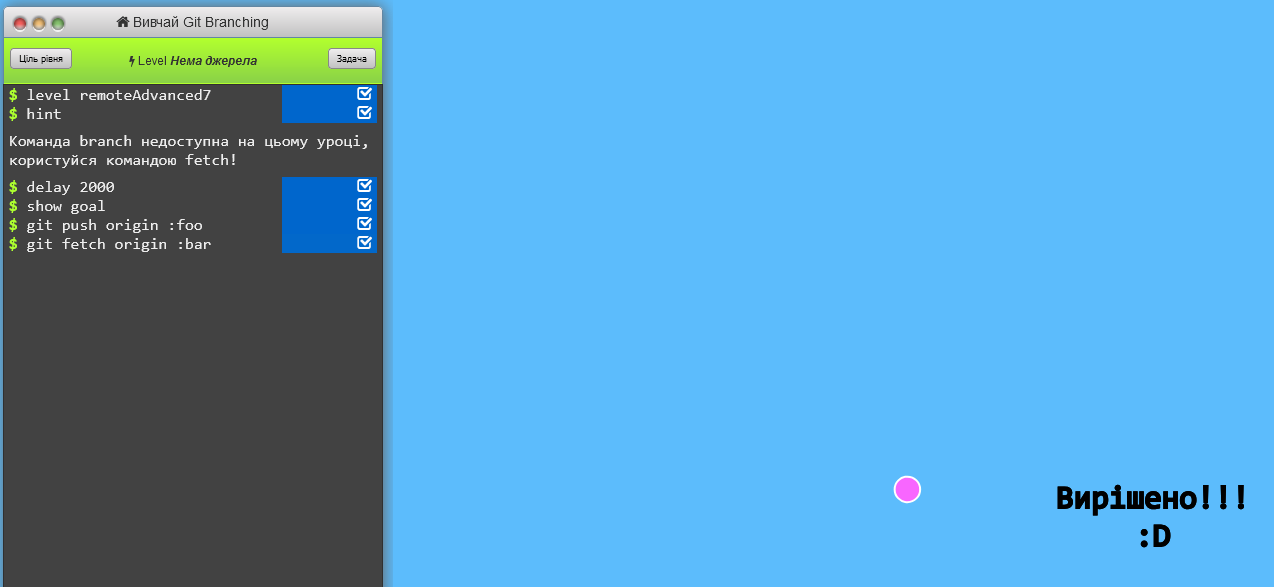 Вивчай Git Branching
Ціль рівня
Level Нема джерела
Задача
$ level remoteAdvanced7
$ hint
Команда branch недоступна на цьому уроці,
користуйся командою fetch!
$ delay 2000
$ show goal
$ git push origin :foo
$ git fetch origin :bar
Вирішено!!!
:D